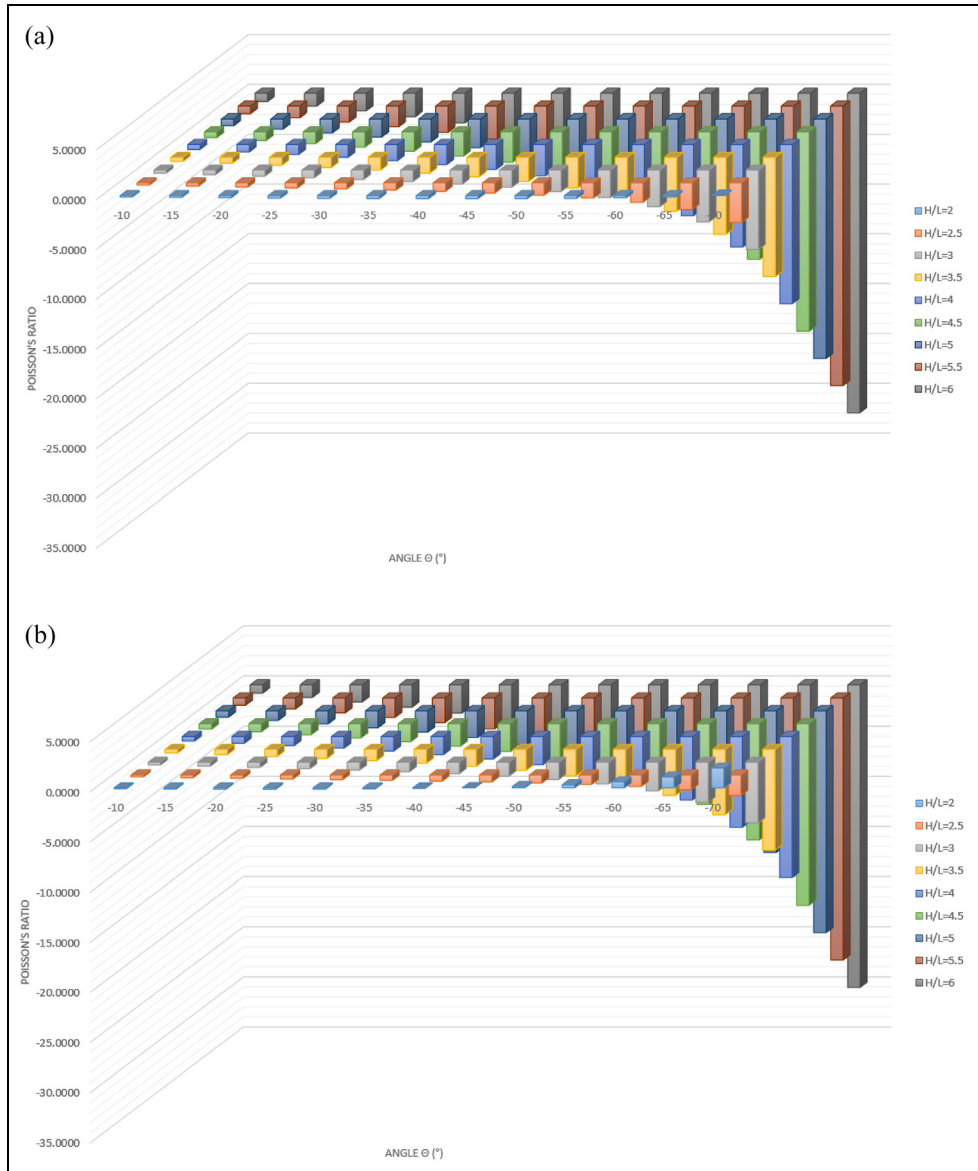 (a)
5.0000
0.0000
-10 -15 -20 -25 -30 -35 -40 -45 -50 -55 -60 -65 -70
-5.0000
-10.0000
-15.0000
-20.0000
-25.0000
-30.0000
-35.0000
POISSON'S RATIO
ANGLE Θ (°)
H/L=2
H/L=2.5
H/L=3
H/L=3.5
H/L=4
H/L=4.5
H/L=5
H/L=5.5
H/L=6
(b)
5.0000
0.0000
-10 -15 -20 -25 -30 -35 -40 -45 -50 -55 -60 -65 -70
-5.0000
-10.0000
-15.0000
-20.0000
-25.0000
-30.0000
-35.0000
POISSON'S RATIO
ANGLE Θ (°)
H/L=2
H/L=2.5
H/L=3
H/L=3.5
H/L=4
H/L=4.5
H/L=5
H/L=5.5
H/L=6